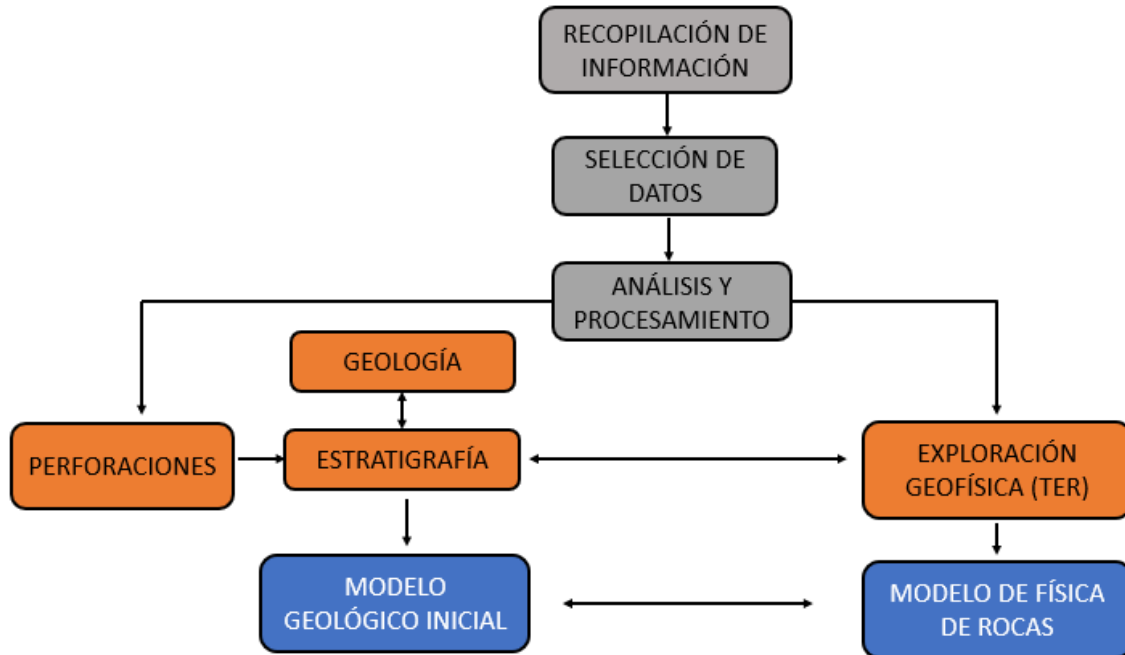 RECOPILACIÓN DE
INFORMACIÓN
SELECCIÓN DE
DATOS
ANÁLISIS Y
PROCESAMIENTO
GEOLOGÍA
PERFORACIONES
ESTRATIGRAFÍA
EXPLORACIÓN
GEOFÍSICA (TER)
MODELO
GEOLÓGICO INICIAL
MODELO DE FÍSICA
DE ROCAS